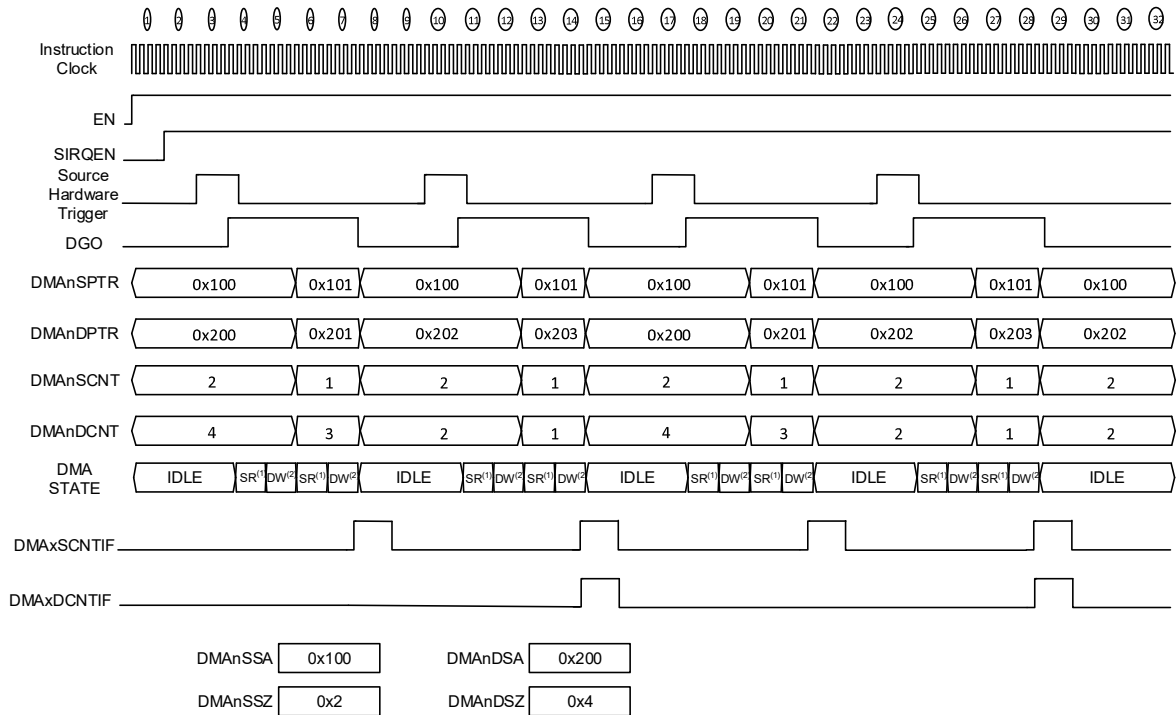 1 2 3 4 5 6 7 8 9 10 11 12 13 14 15 16 17 18 19 20 21 22 23 24 25 26 27 28 29 30 31 32
Instruction
Clock
EN
SIRQEN
Source
Hardware
Trigger
DGO
DMAnSPTR 0x100 0x101 0x100 0x101 0x100 0x101 0x100 0x101 0x100
DMAnDPTR 0x200 0x201 0x202 0x203 0x200 0x201 0x202 0x203 0x202
DMAnSCNT 2 1 2 1 2 1 2 1 2
DMAnDCNT 4 3 2 1 4 3 2 1 2
DMA
STATE
IDLE SR(1) DW(2) SR(1) DW(2) IDLE SR(1) DW(2) SR(1) DW(2) IDLE SR(1) DW(2) SR(1) DW(2) IDLE SR(1) DW(2) SR(1) DW(2) IDLE
DMAxSCNTIF
DMAxDCNTIF
DMAnSSA 0x100 DMAnDSA 0x200
DMAnSSZ 0x2 DMAnDSZ 0x4